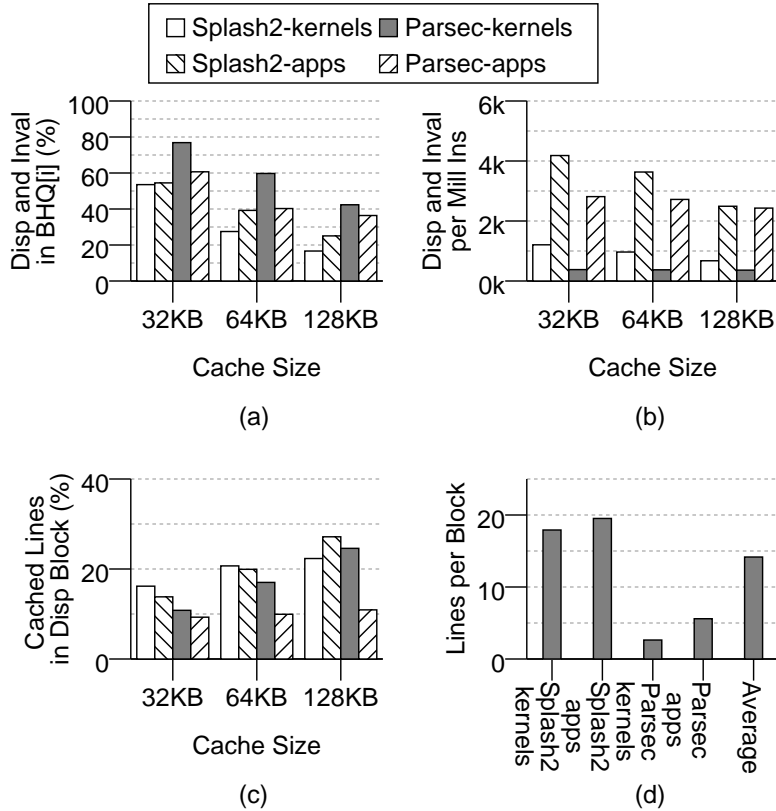 Splash2-kernels
Parsec-kernels
Splash2-apps
Parsec-apps
Disp and Inval
in BHQ[i] (%)
100
80
60
40
20
0
32KB
64KB
128KB
Cache Size
(a)
Disp and Inval
per Mill Ins
6k
4k
2k
0k
32KB
64KB
128KB
Cache Size
(b)
Cached Lines
in Disp Block (%)
40
20
0
32KB
64KB
128KB
Cache Size
(c)
Lines per Block
20
10
0
Splash2
kernels
Splash2
apps
Parsec
kernels
Parsec
apps
Average
(d)